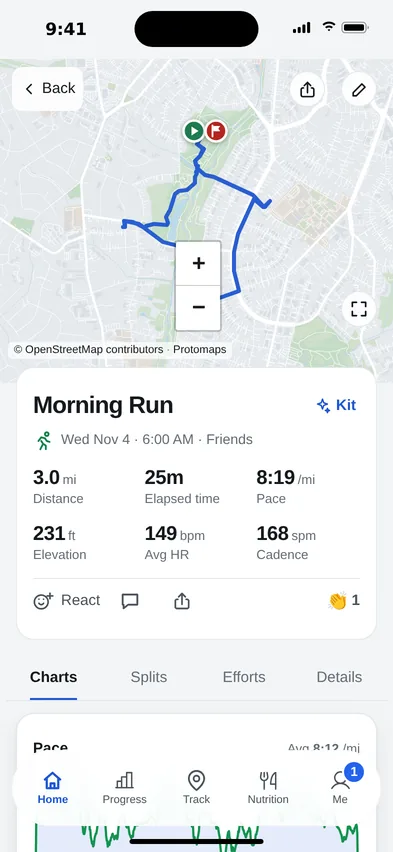 9:41
Back
+
−
© OpenStreetMap contributors · Protomaps
Morning Run
Kit
Wed Nov 4 · 6:00 AM · Friends
3.0 mi 25m 8:19 /mi
Distance Elapsed time Pace
231 ft 149 bpm 168 spm
Elevation Avg HR Cadence
React 👏 1
Charts Splits Efforts Details
Pace Avg 8:12 /mi
1
Home Progress Track Nutrition Me